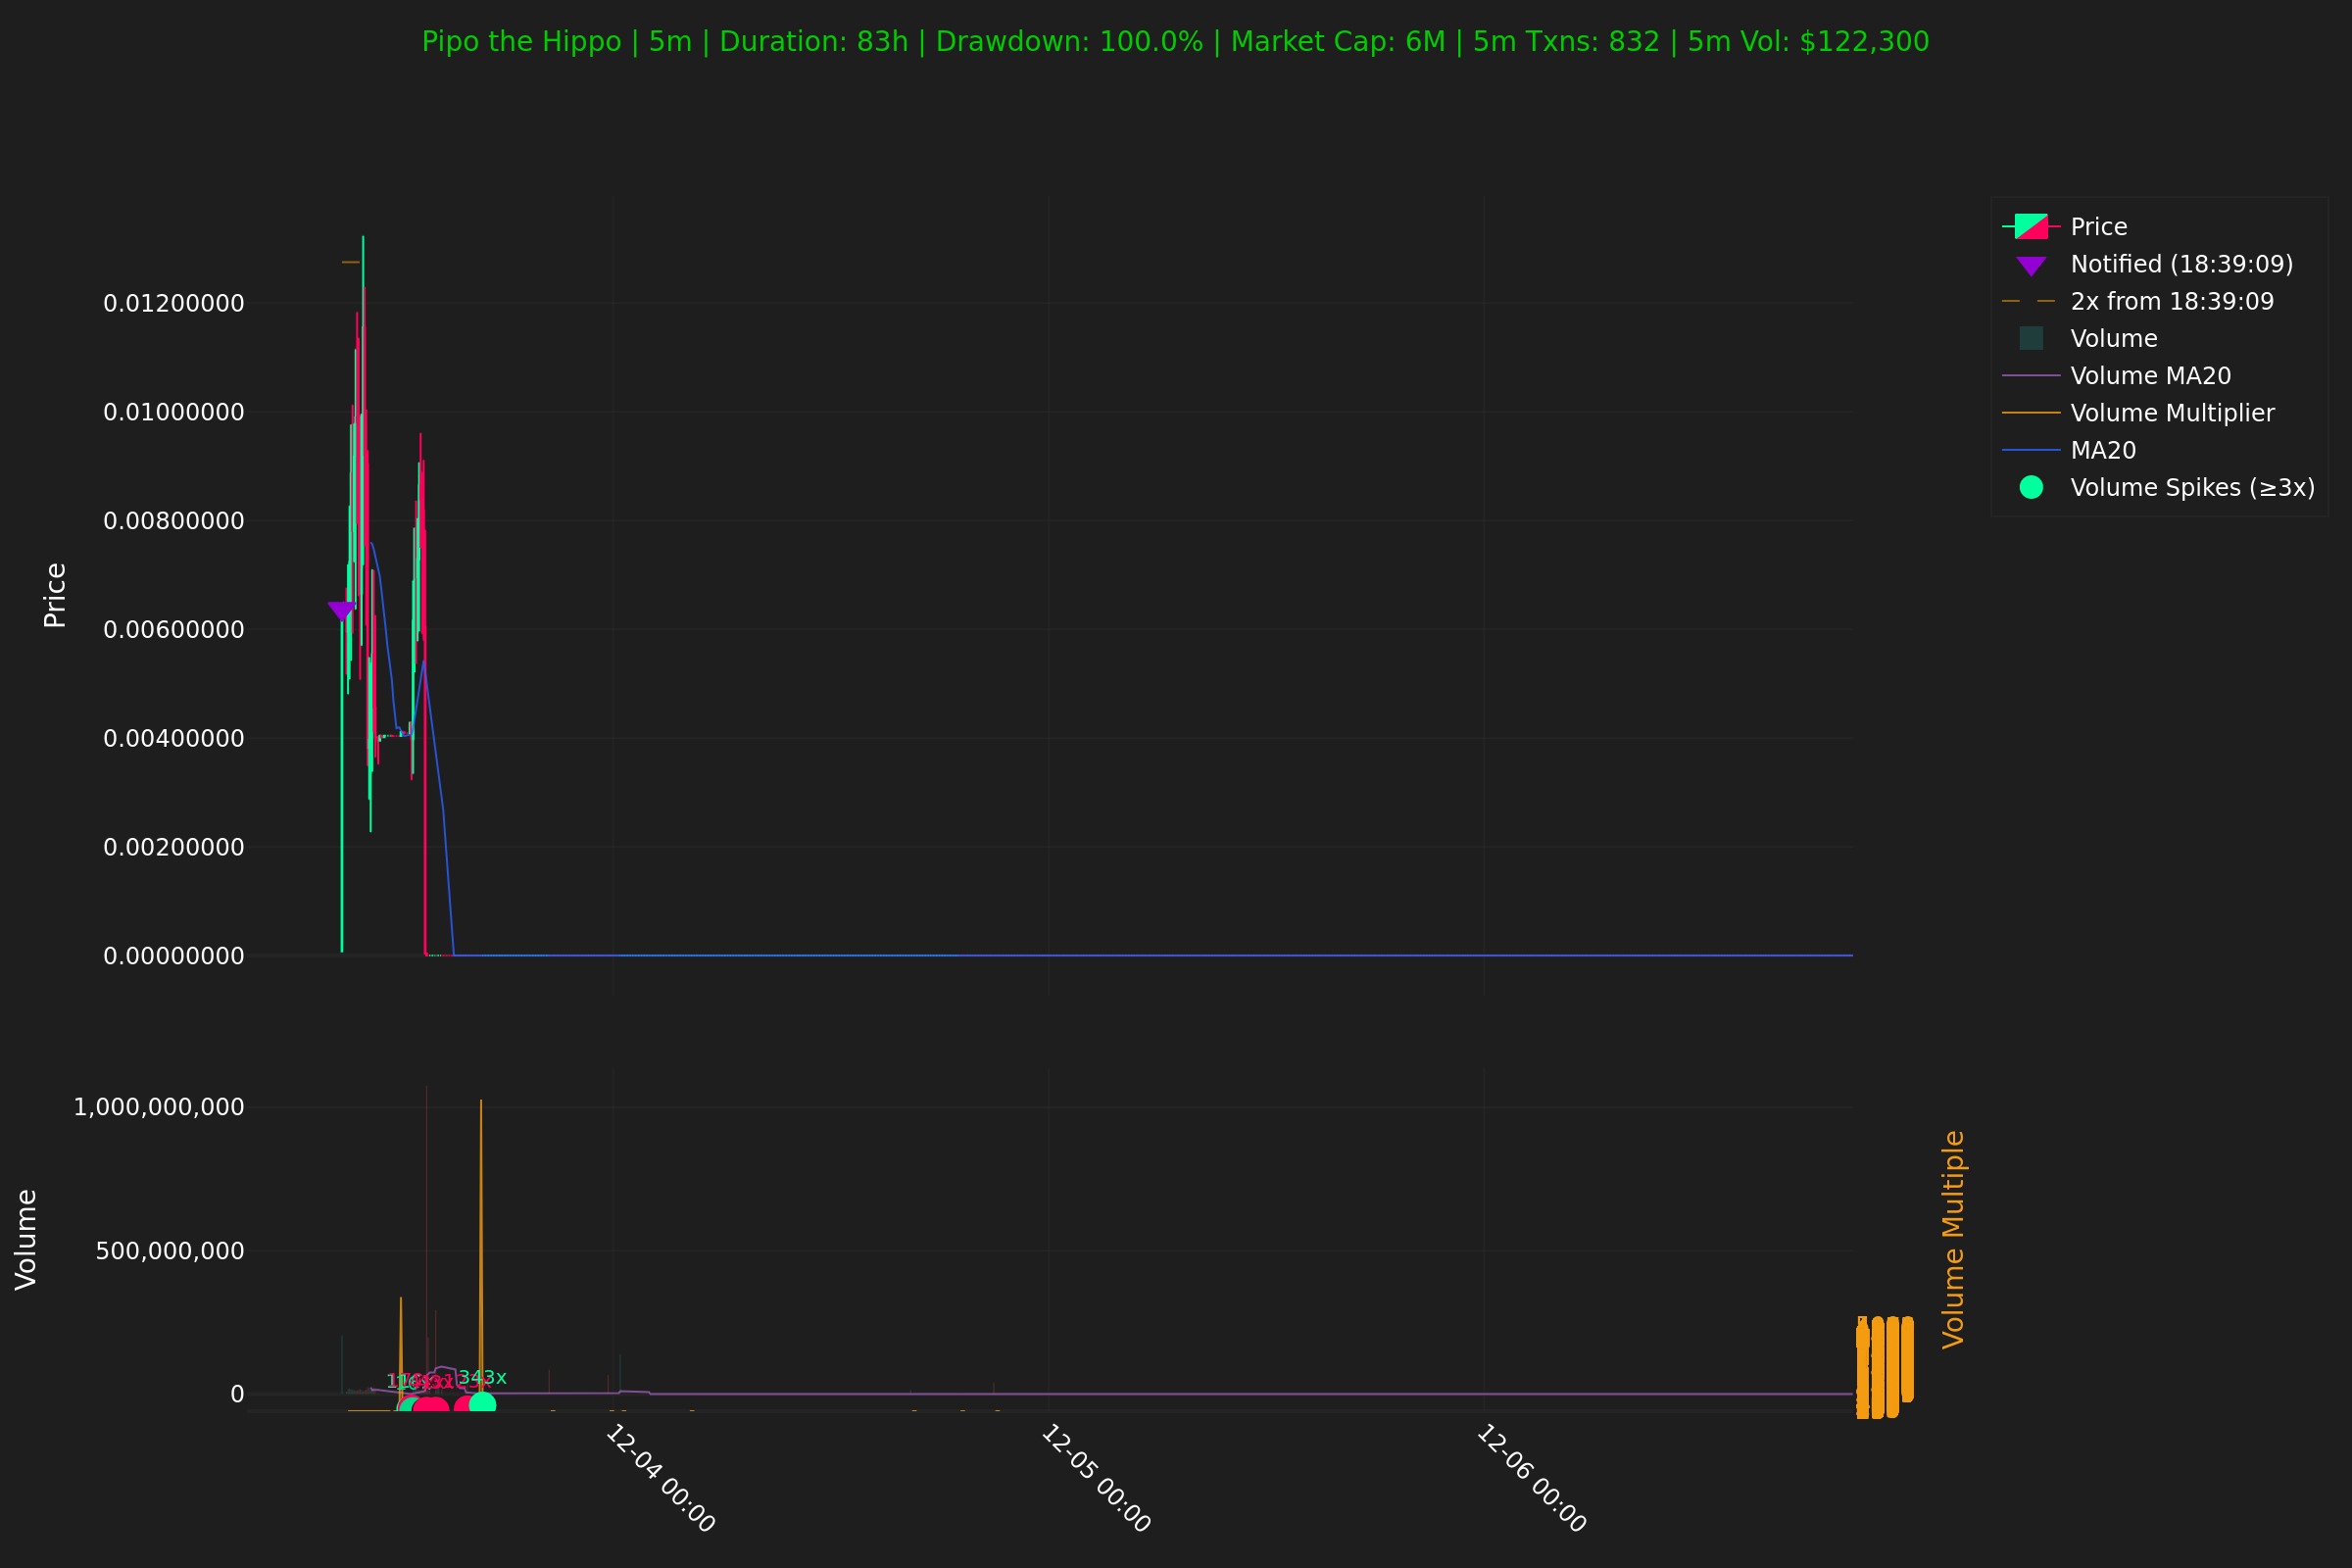 Pipo the Hippo | 5m | Duration: 83h | Drawdown: 100.0% | Market Cap: 6M | 5m Txns: 832 | 5m Vol: $122,300
Price
Notified (18:39:09)
2x from 18:39:09
Volume
Volume MA20
Volume Multiplier
MA20
Volume Spikes (≥3x)
Price
0.01200000
0.01000000
0.00800000
0.00600000
0.00400000
0.00200000
0.00000000
Volume
1,000,000,000
500,000,000
0
343x
Volume Multiple
12-04 00:00
12-05 00:00
12-06 00:00